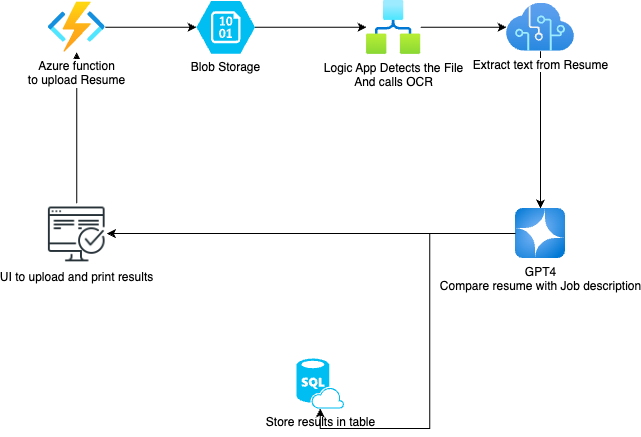 10
01
Azure function
to upload Resume
Blob Storage
Logic App Detects the File
And calls OCR
Extract text from Resume
UI to upload and print results
GPT4
Compare resume with Job description
SQL
Store results in table